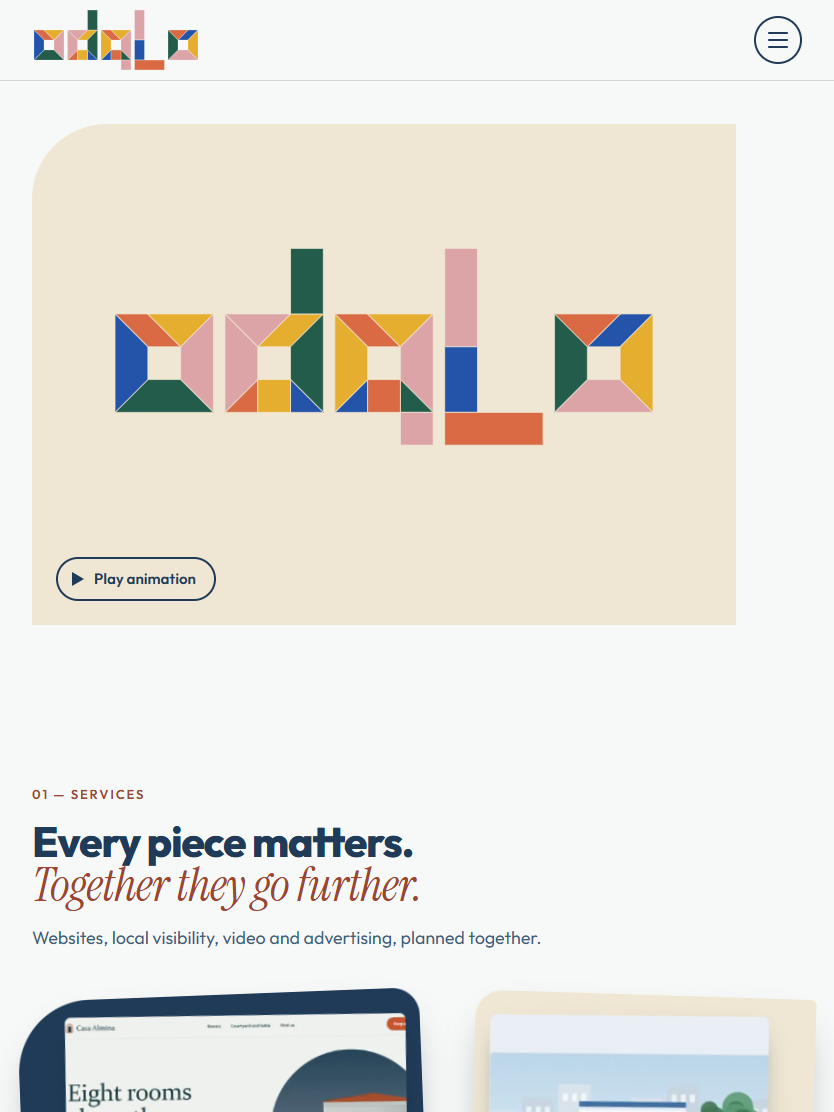 odqLo
odqLo
Play animation
01 — SERVICES
Every piece matters.
Together they go further.
Websites, local visibility, video and advertising, planned together.
Casa Almina
Eight rooms